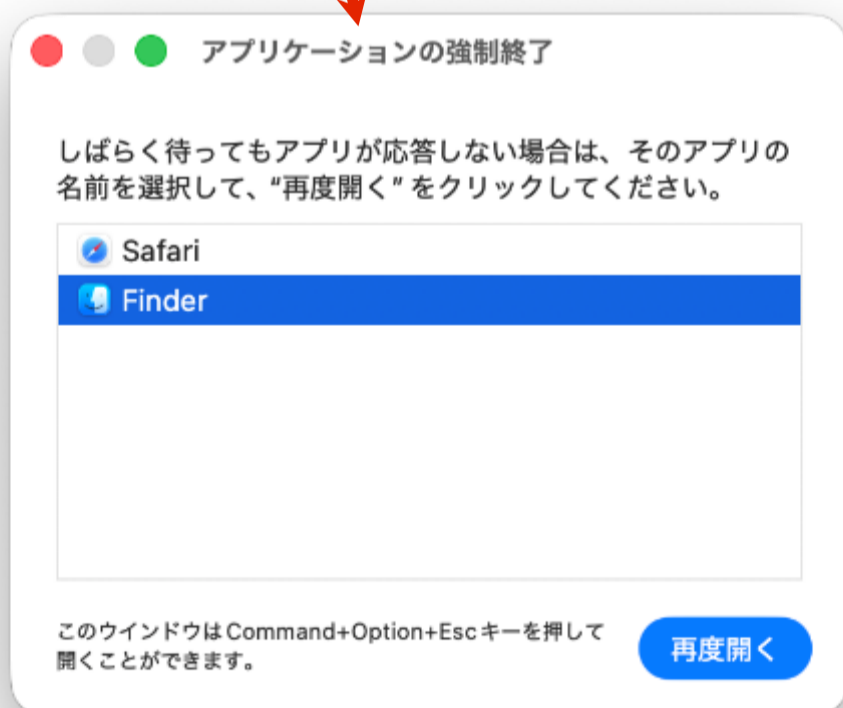 アプリケーションの強制終了
しばらく待ってもアプリが応答しない場合は、そのアプリの
名前を選択して、“再度開く” をクリックしてください。
Safari
Finder
このウインドウはCommand+Option+Escキーを押して
開くことができます。
再度開く